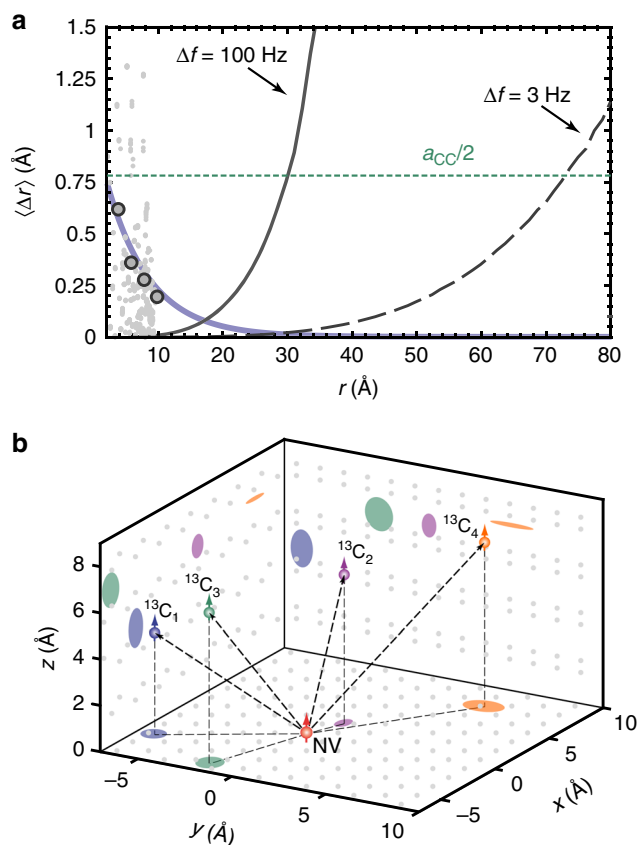 a
1.5
1.25
1
0.75
0.5
0.25
0
⟨Δr⟩ (Å)
Δf = 100 Hz
Δf = 3 Hz
aCC/2
10 20 30 40 50 60 70 80
r (Å)
b
8
6
4
2
0
z (Å)
¹³C₁
¹³C₃
¹³C₂
¹³C₄
NV
−5 0 5 10
y (Å)
−5 0 5 10
x (Å)